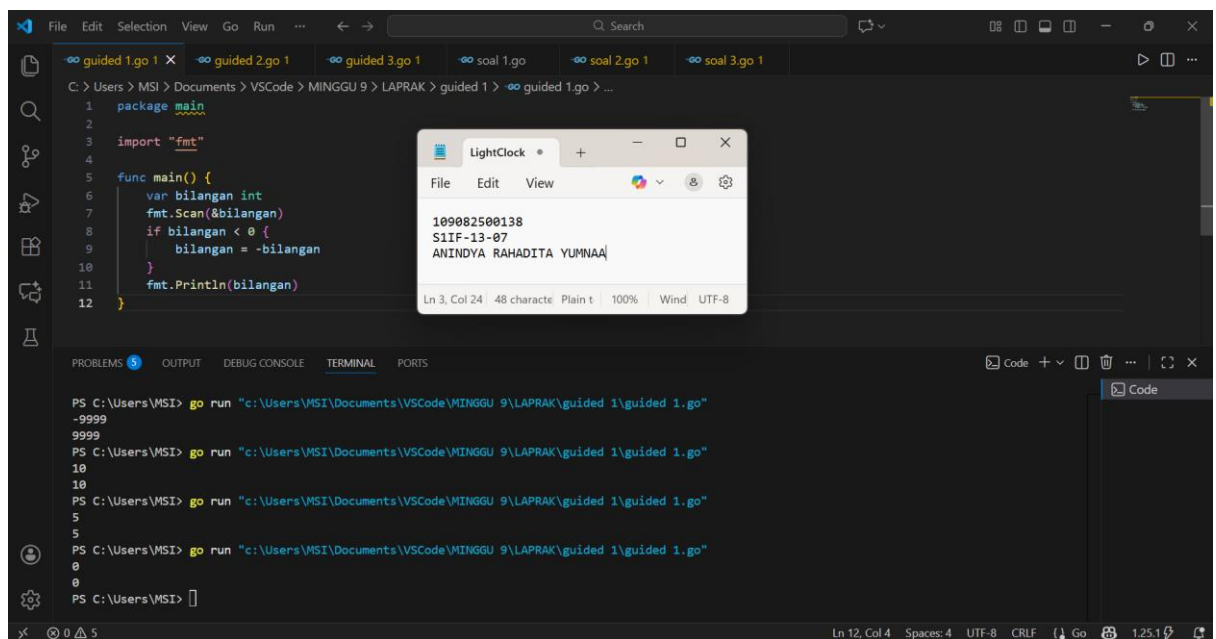 File Edit Selection View Go Run ... Search
guided 1.go 1 guided 2.go 1 guided 3.go 1 soal 1.go soal 2.go 1 soal 3.go 1
C: > Users > MSI > Documents > VSCode > MINGGU 9 > LAPRAK > guided 1 > guided 1.go > ...
1 package main
2
3 import "fmt"
4
5 func main() {
6 var bilangan int
7 fmt.Scan(&bilangan)
8 if bilangan < 0 {
9 bilangan = -bilangan
10 }
11 fmt.Println(bilangan)
12 }
LightClock
File Edit View
109082500138
S1IF-13-07
ANINDYA RAHADITA YUMNAA
Ln 3, Col 24 48 characte Plain t 100% Wind UTF-8
PROBLEMS 5 OUTPUT DEBUG CONSOLE TERMINAL PORTS Code
Code
PS C:\Users\MSI> go run "c:\Users\MSI\Documents\VSCode\MINGGU 9\LAPRAK\guided 1\guided 1.go"
-9999
9999
PS C:\Users\MSI> go run "c:\Users\MSI\Documents\VSCode\MINGGU 9\LAPRAK\guided 1\guided 1.go"
10
10
PS C:\Users\MSI> go run "c:\Users\MSI\Documents\VSCode\MINGGU 9\LAPRAK\guided 1\guided 1.go"
5
5
PS C:\Users\MSI> go run "c:\Users\MSI\Documents\VSCode\MINGGU 9\LAPRAK\guided 1\guided 1.go"
0
0
PS C:\Users\MSI>
0 5 Ln 12, Col 4 Spaces: 4 UTF-8 CRLF Go 1.25.1